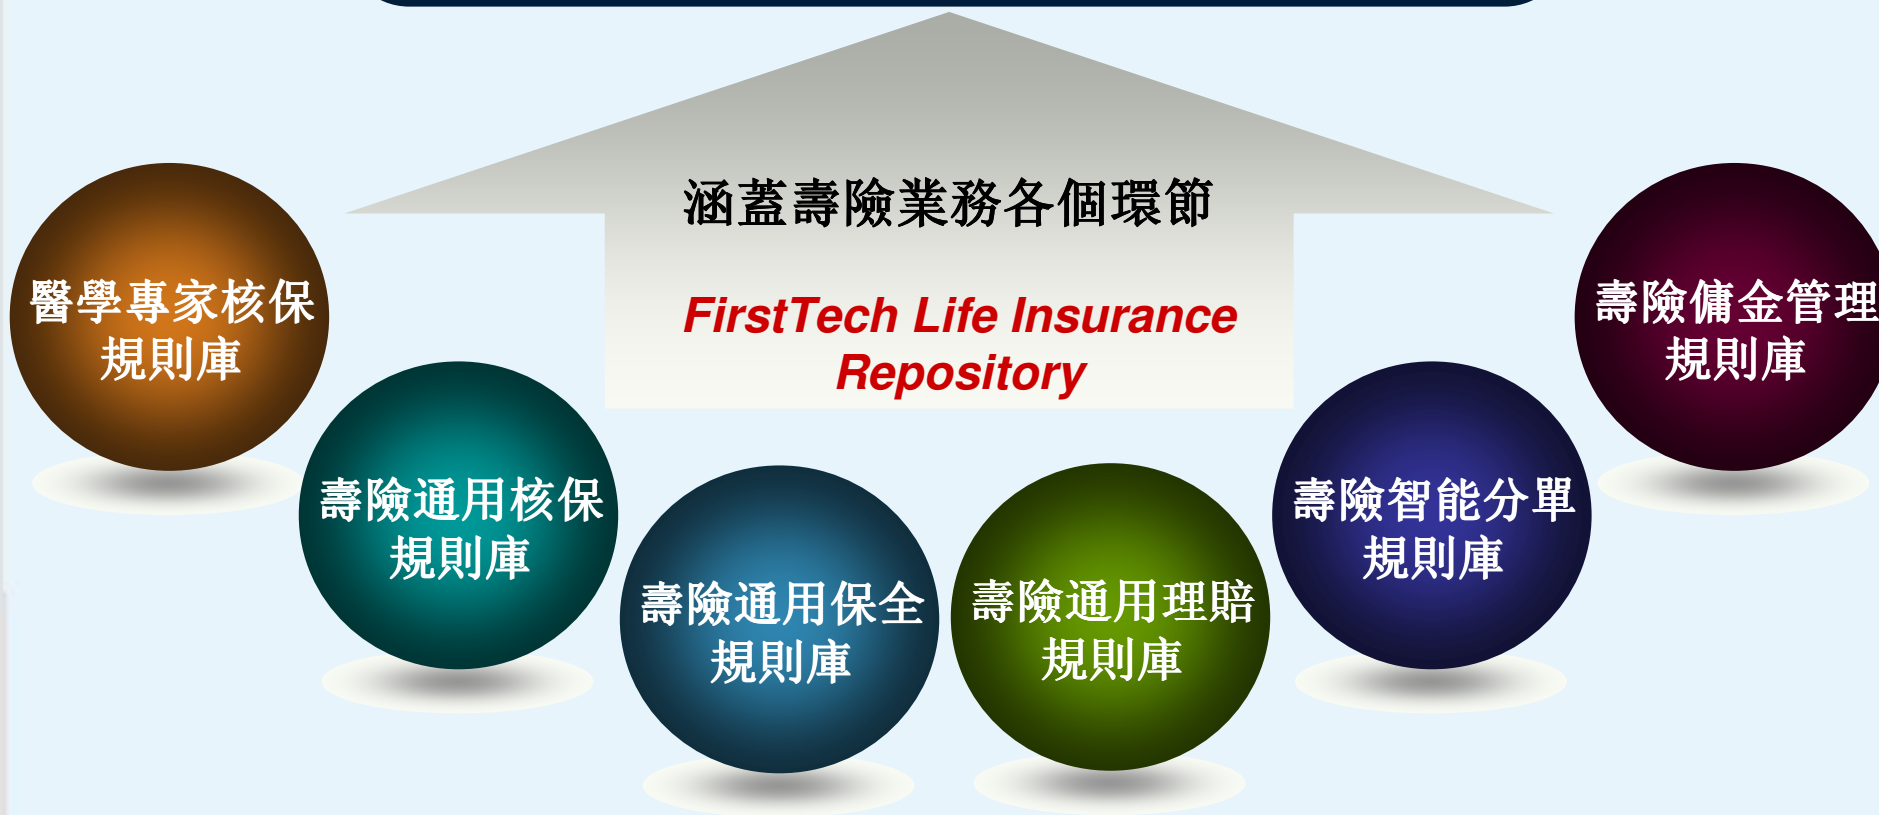 涵蓋壽險業務各個環節
FirstTech Life Insurance
Repository
醫學專家核保
規則庫
壽險通用核保
規則庫
壽險通用保全
規則庫
壽險通用理賠
規則庫
壽險智能分單
規則庫
壽險傭金管理
規則庫